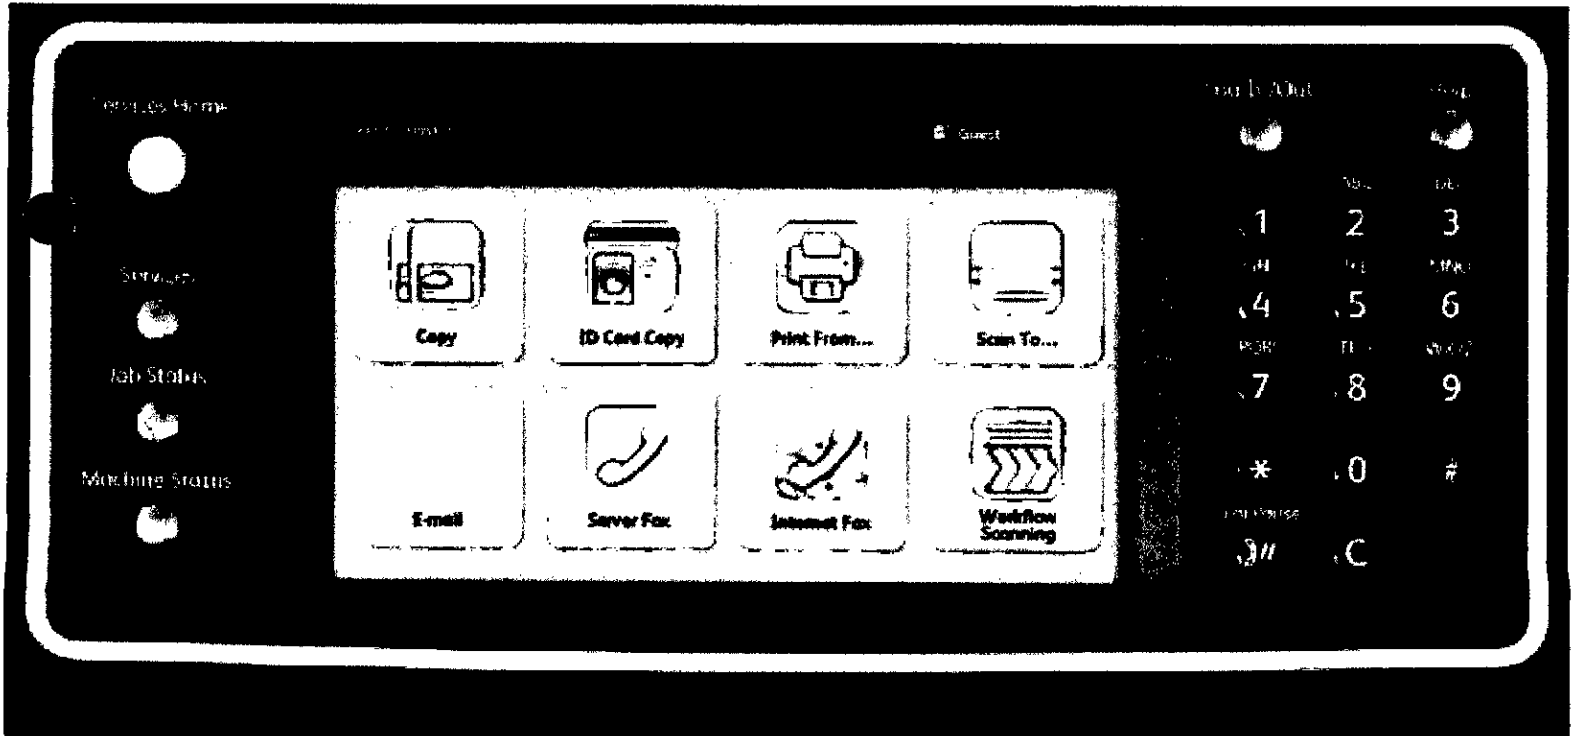 Services Home
Guest
Services
Job Status
Machine Status
Copy
ID Card Copy
Print From...
Scan To...
E-mail
Server Fax
Internet Fax
Workflow
Scanning
1 2 3
4 5 6
7 8 9
* 0 #
C